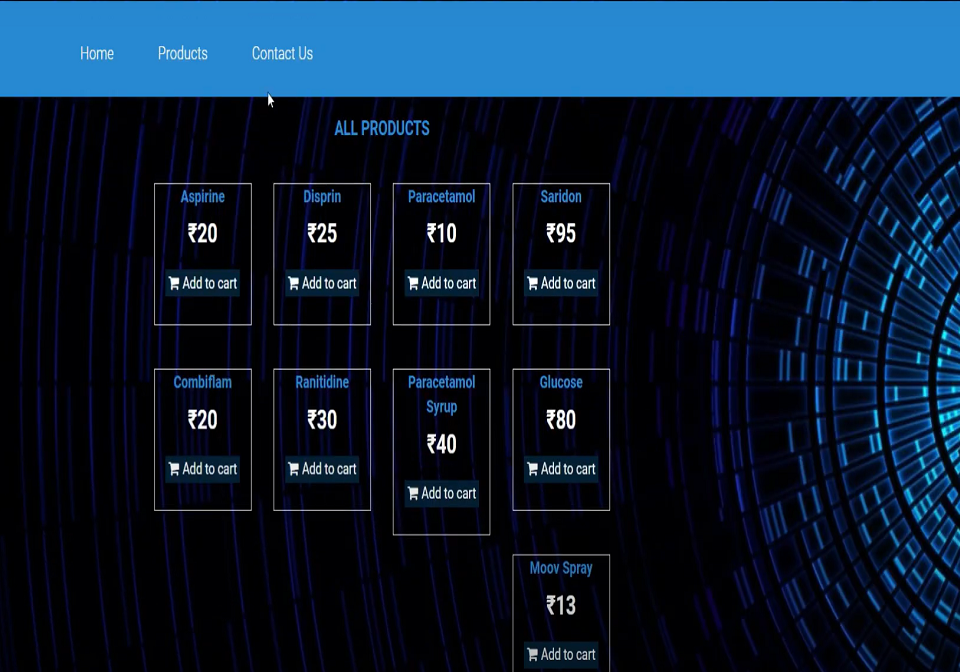 Home Products Contact Us
ALL PRODUCTS
Aspirine
₹20
Add to cart
Disprin
₹25
Add to cart
Paracetamol
₹10
Add to cart
Saridon
₹95
Add to cart
Combiflam
₹20
Add to cart
Ranitidine
₹30
Add to cart
Paracetamol
Syrup
₹40
Add to cart
Glucose
₹80
Add to cart
Moov Spray
₹13
Add to cart